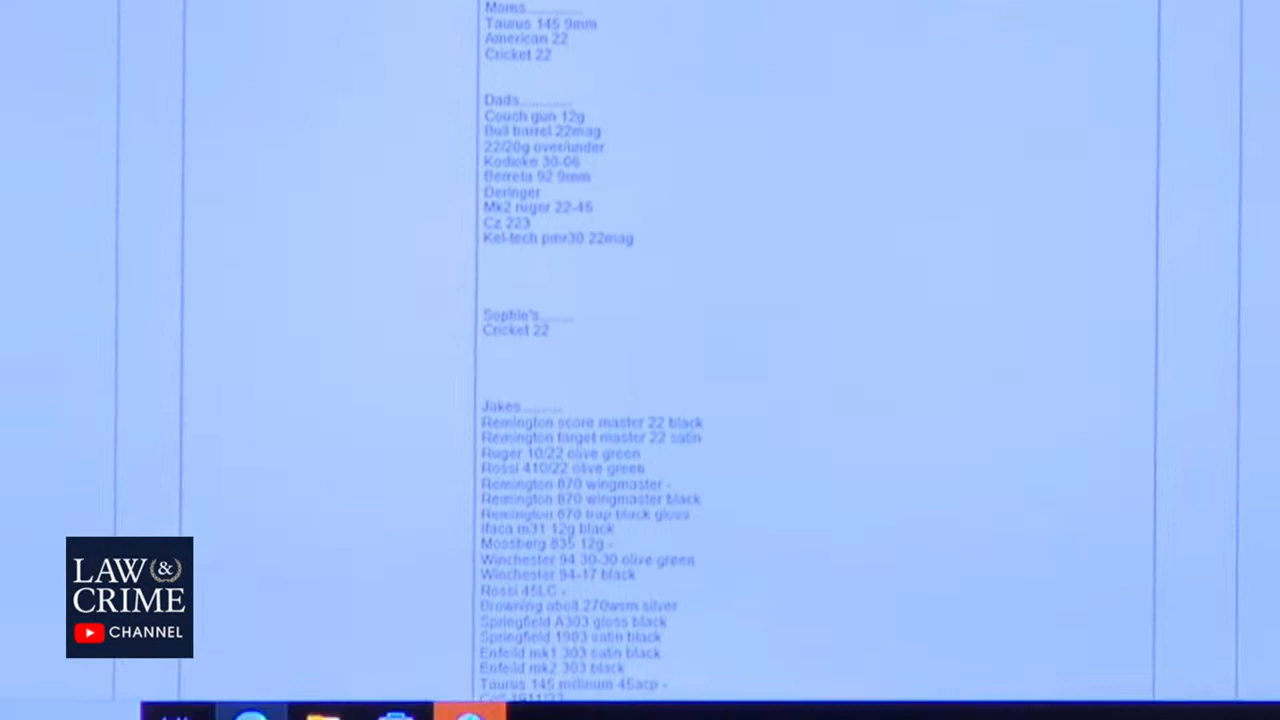 Moms............
Taurus 145 9mm
American 22
Cricket 22
Dads............
Couch gun 12g
Bull barrel 22mag
22/20g over/under
Kodiake 30-06
Berreta 92 9mm
Deringer
Mk2 ruger 22-45
Cz 223
Kel-tech pmr30 22mag
Sophie's........
Cricket 22
Jakes..........
Remington score master 22 black
Remington target master 22 satin
Ruger 10/22 olive green
Rossi 410/22 olive green
Remington 870 wingmaster -
Remington 870 wingmaster black
Remington 870 trap black gloss
Ifaca m31 12g black
Mossberg 835 12g -
Winchester 94 30-30 olive green
Winchester 94-17 black
Rossi 45LC -
Browning abolt 270wsm silver
Springfield A303 gloss black
Springfield 1903 satin black
Enfeild mk1 303 satin black
Enfeild mk2 303 black
Taurus 145 millinum 45acp -
LAW &
CRIME
CHANNEL